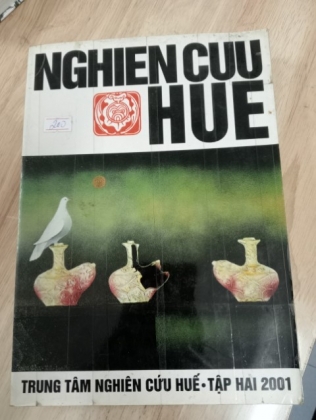 NGHIEN CUU
HUE
TRUNG TÂM NGHIÊN CỨU HUẾ • TẬP HAI 2001